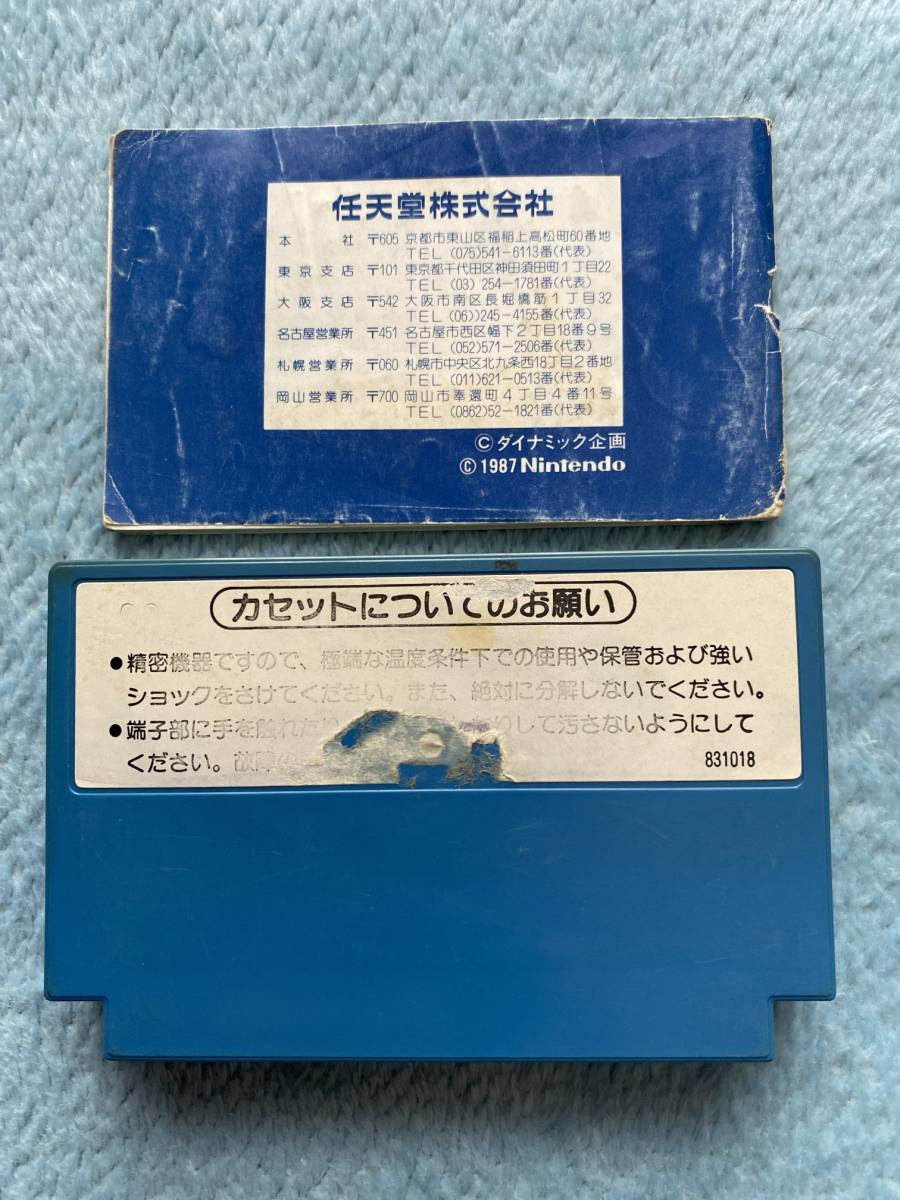 任天堂株式会社
本 社 〒605 京都市東山区福稲上高松町60番地
TEL (075)541-6113番(代表)
東京支店 〒101 東京都千代田区神田須田町1丁目22
TEL (03) 254-1781番(代表)
大阪支店 〒542 大阪市南区長堀橋筋1丁目32
TEL (06)245-4155番(代表)
名古屋営業所 〒451 名古屋市西区幅下2丁目18番9号
TEL (052)571-2506番(代表)
札幌営業所 〒060 札幌市中央区北九条西18丁目2番地
TEL (011)621-0513番(代表)
岡山営業所 〒700 岡山市奉還町4丁目4番11号
TEL (0862)52-1821番(代表)
©ダイナミック企画
©1987 Nintendo
カセットについてのお願い
●精密機器ですので、極端な温度条件下での使用や保管および強い
ショックをさけてください。また、絶対に分解しないでください。
●端子部に手を触れたり りして汚さないようにして
ください。故障の
831018